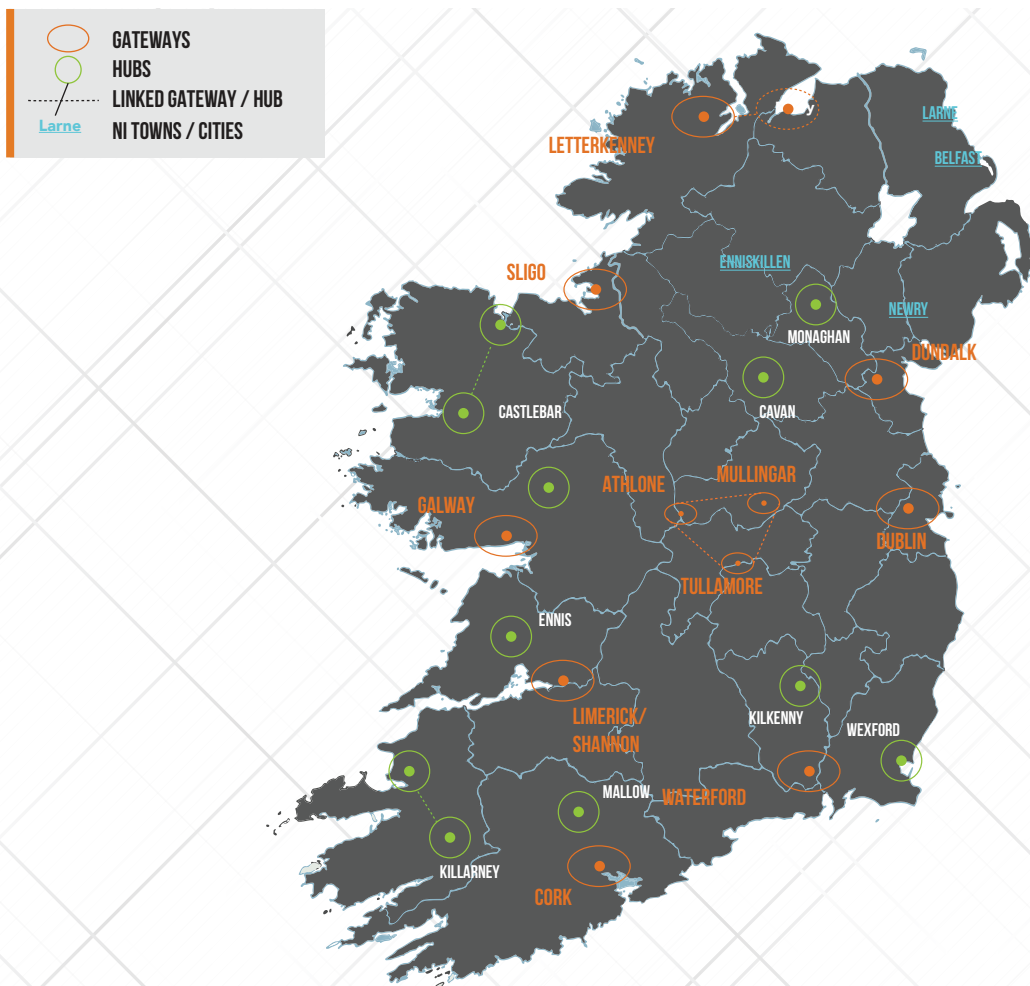 GATEWAYS
HUBS
LINKED GATEWAY / HUB
Larne
NI TOWNS / CITIES
y
LARNE
LETTERKENNEY
BELFAST
ENNISKILLEN
SLIGO
NEWRY
MONAGHAN
DUNDALK
CASTLEBAR
CAVAN
MULLINGAR
ATHLONE
GALWAY
DUBLIN
TULLAMORE
ENNIS
LIMERICK/
SHANNON
KILKENNY
WEXFORD
MALLOW
WATERFORD
KILLARNEY
CORK